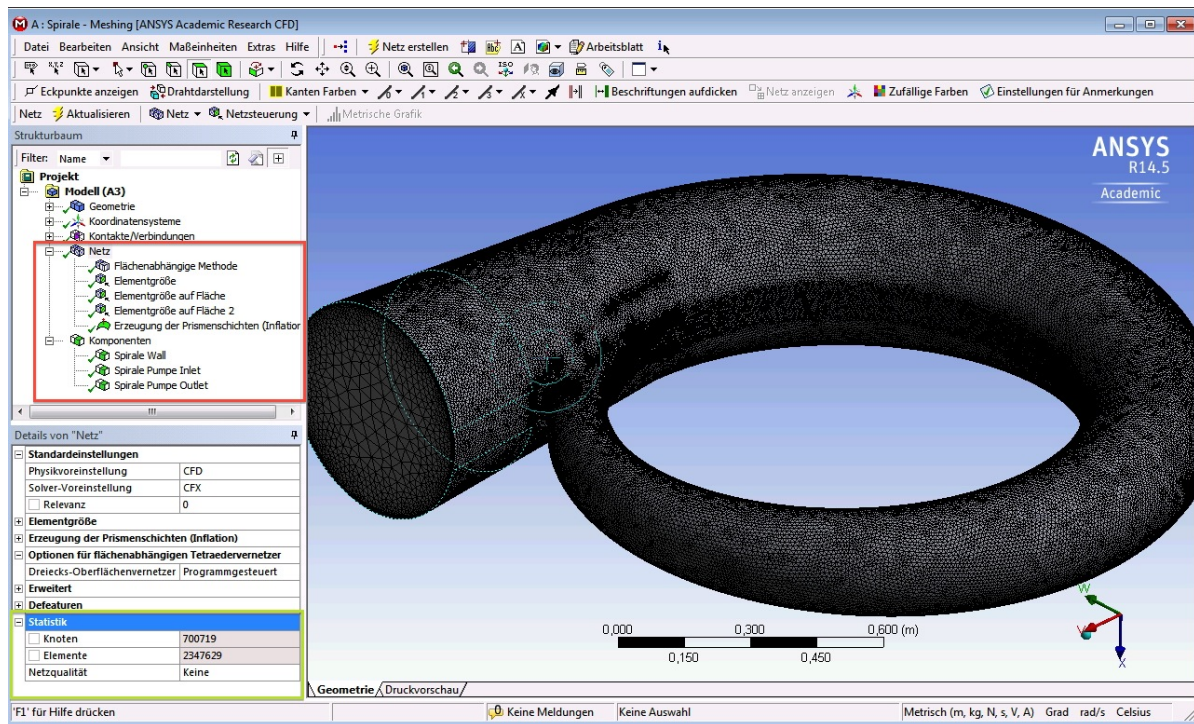 A : Spirale - Meshing [ANSYS Academic Research CFD]
Datei Bearbeiten Ansicht Maßeinheiten Extras Hilfe Netz erstellen A Arbeitsblatt
Eckpunkte anzeigen Drahtdarstellung Kanten Farben Beschriftungen aufdicken Netz anzeigen Zufällige Farben Einstellungen für Anmerkungen
Netz Aktualisieren Netz Netzsteuerung Metrische Grafik
Strukturbaum
Filter: Name
Projekt
Modell (A3)
Geometrie
Koordinatensysteme
Kontakte/Verbindungen
Netz
Flächenabhängige Methode
Elementgröße
Elementgröße auf Fläche
Elementgröße auf Fläche 2
Erzeugung der Prismenschichten (Inflation
Komponenten
Spirale Wall
Spirale Pumpe Inlet
Spirale Pumpe Outlet
Details von "Netz"
Standardeinstellungen
Physikvoreinstellung CFD
Solver-Voreinstellung CFX
Relevanz 0
Elementgröße
Erzeugung der Prismenschichten (Inflation)
Optionen für flächenabhängigen Tetraedervernetzer
Dreiecks-Oberflächenvernetzer Programmgesteuert
Erweitert
Defeaturen
Statistik
Knoten 700719
Elemente 2347629
Netzqualität Keine
ANSYS
R14.5
Academic
0,000 0,300 0,600 (m)
0,150 0,450
W
X
Geometrie Druckvorschau
'F1' für Hilfe drücken Keine Meldungen Keine Auswahl Metrisch (m, kg, N, s, V, A) Grad rad/s Celsius